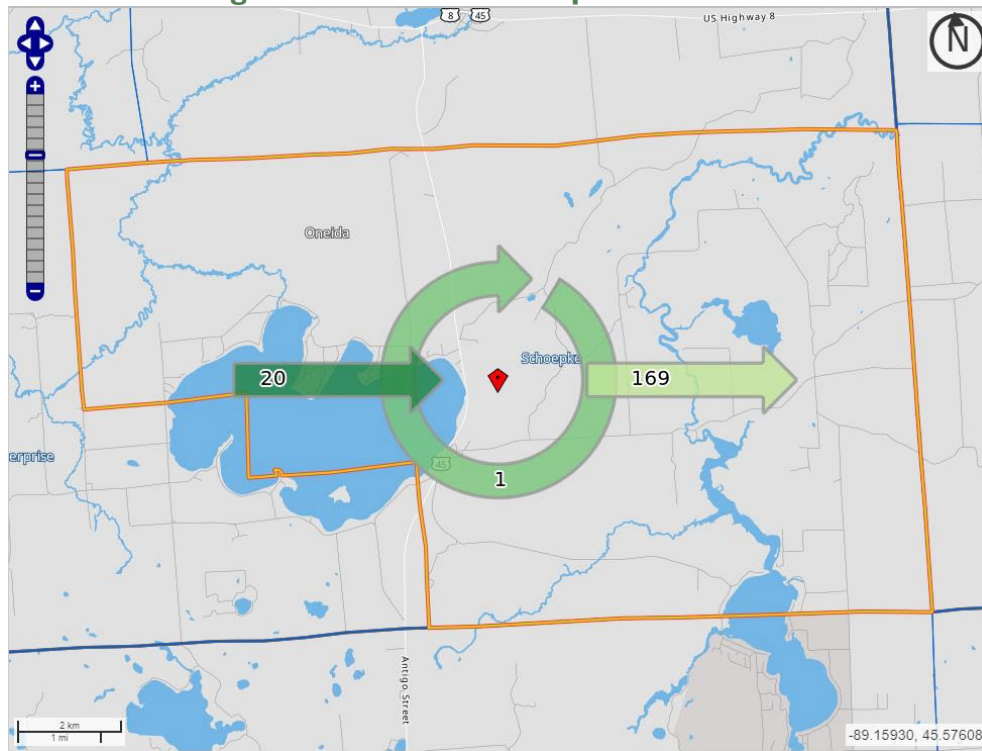 8 45
US Highway 8
N
Oneida
Schoepke
20
169
erprise
45
1
Antigo Street
2 km
1 mi
-89.15930, 45.57608